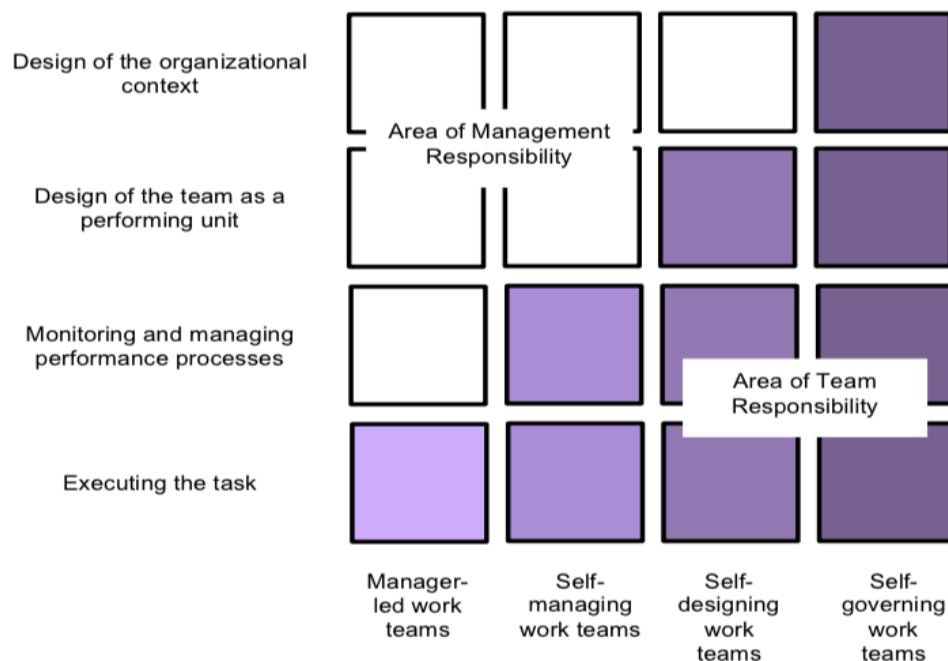 Design of the organizational
context
Area of Management
Responsibility
Design of the team as a
performing unit
Monitoring and managing
performance processes
Area of Team
Responsibility
Executing the task
Manager-
led work
teams
Self-
managing
work teams
Self-
designing
work
teams
Self-
governing
work
teams